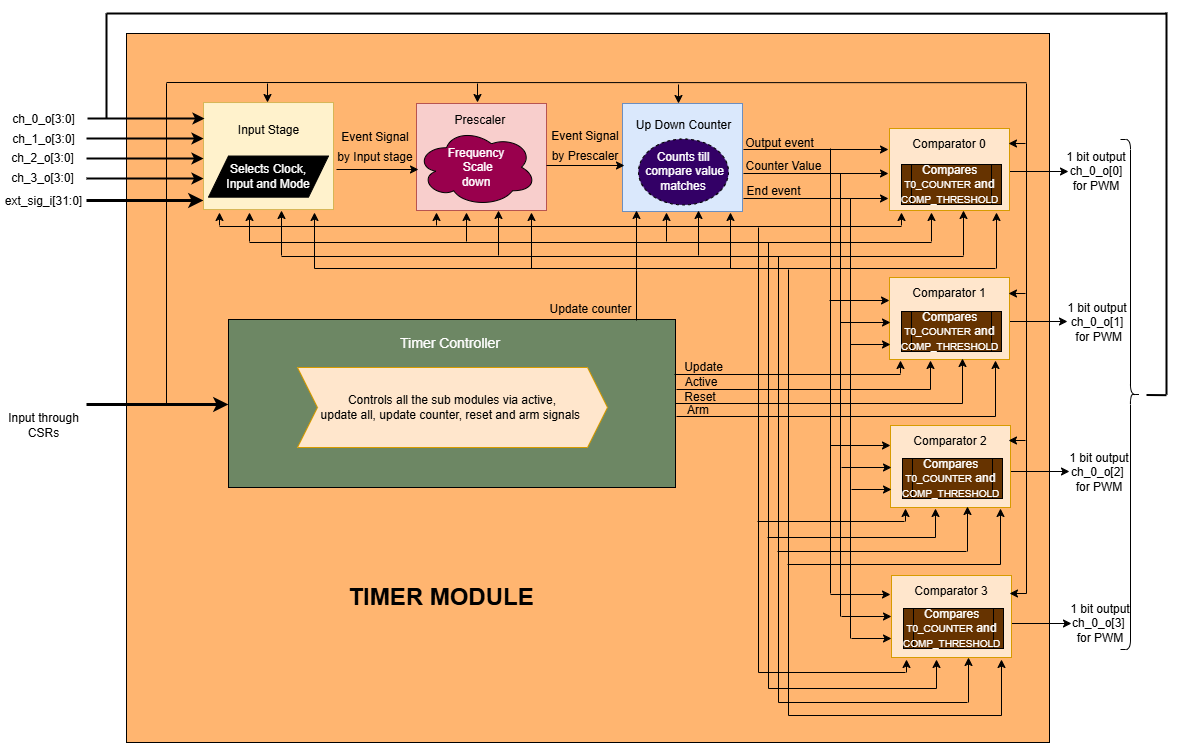 ch_0_o[3:0]
ch_1_o[3:0]
ch_2_o[3:0]
ch_3_o[3:0]
ext_sig_i[31:0]
Input Stage
Selects Clock,
Input and Mode
Event Signal
by Input stage
Prescaler
Frequency
Scale
down
Event Signal
by Prescaler
Up Down Counter
Counts till
compare value
matches
Output event
Counter Value
End event
Comparator 0
Compares
T0_COUNTER and
COMP_THRESHOLD
1 bit output
ch_0_o[0]
for PWM
Comparator 1
Compares
T0_COUNTER and
COMP_THRESHOLD
1 bit output
ch_0_o[1]
for PWM
Update counter
Timer Controller
Controls all the sub modules via active,
update all, update counter, reset and arm signals
Update
Active
Reset
Arm
Input through
CSRs
Comparator 2
Compares
T0_COUNTER and
COMP_THRESHOLD
1 bit output
ch_0_o[2]
for PWM
Comparator 3
Compares
T0_COUNTER and
COMP_THRESHOLD
1 bit output
ch_0_o[3]
for PWM
TIMER MODULE